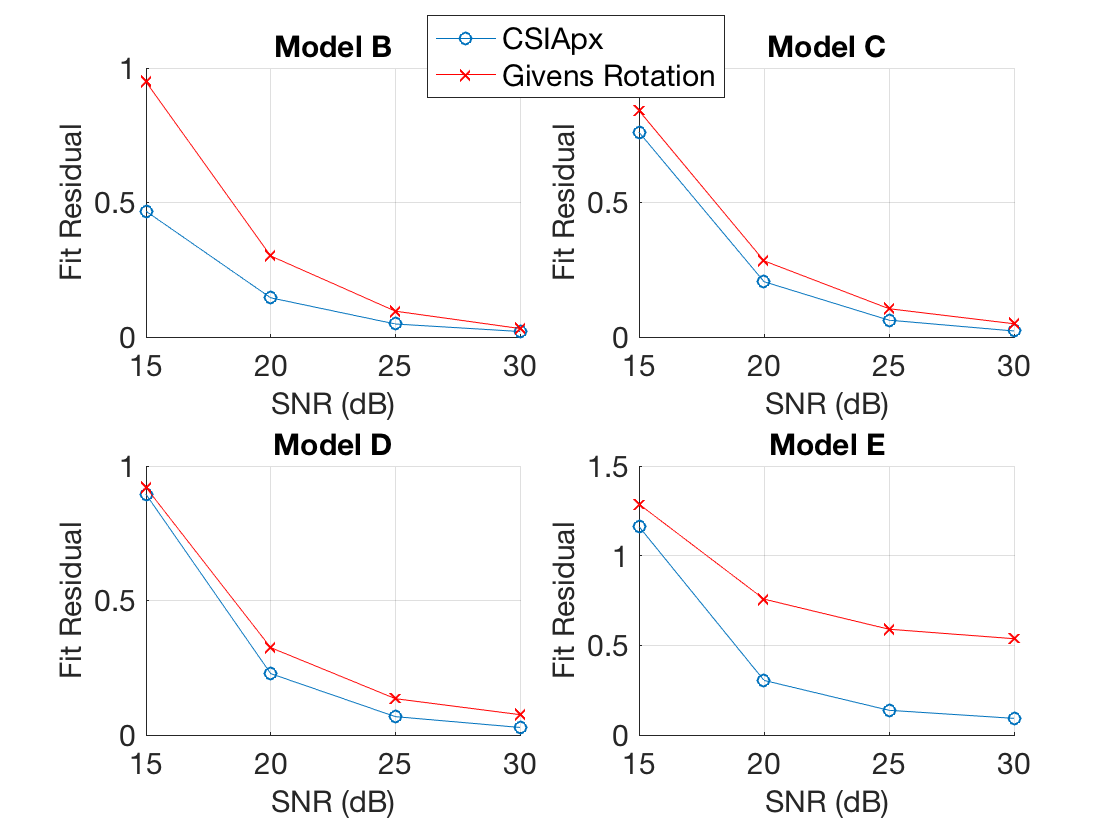 Model B
CSIApx
Givens Rotation
Model C
1
0.5
0
Fit Residual
15 20 25 30
SNR (dB)
0.5
0
Fit Residual
15 20 25 30
SNR (dB)
Model D
1
0.5
0
Fit Residual
15 20 25 30
SNR (dB)
Model E
1.5
1
0.5
0
Fit Residual
15 20 25 30
SNR (dB)